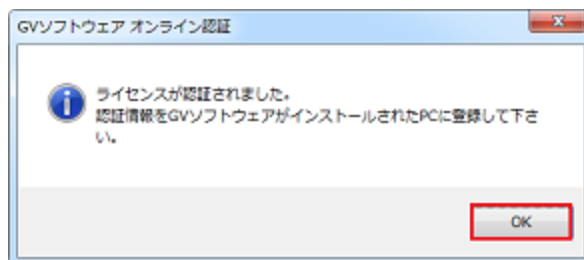 GVソフトウェア オンライン認証
ライセンスが認証されました。
認証情報をGVソフトウェアがインストールされたPCに登録して下さ
い。
OK